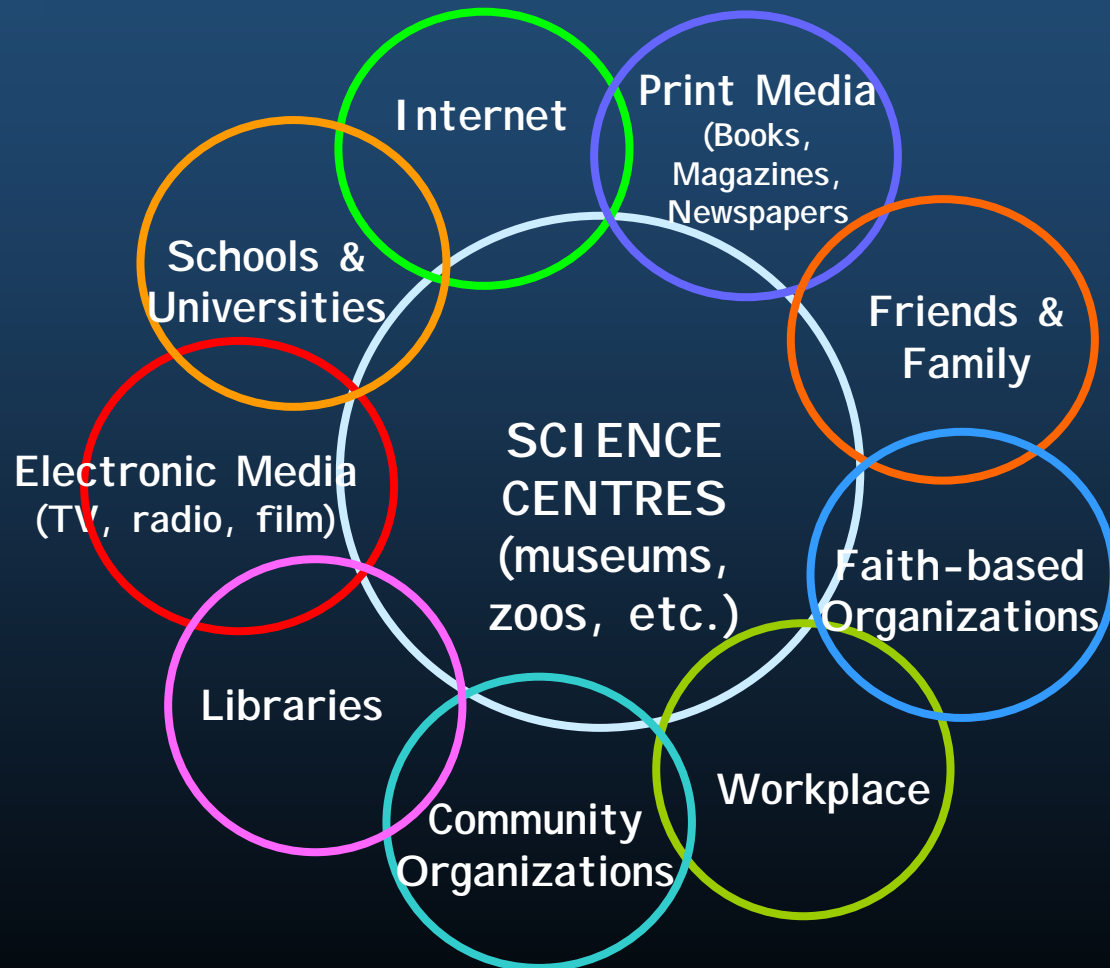 Internet
Print Media
(Books,
Magazines,
Newspapers
Schools &
Universities
Friends &
Family
SCIENCE
CENTRES
(museums,
zoos, etc.)
Electronic Media
(TV, radio, film)
Faith-based
Organizations
Libraries
Workplace
Community
Organizations